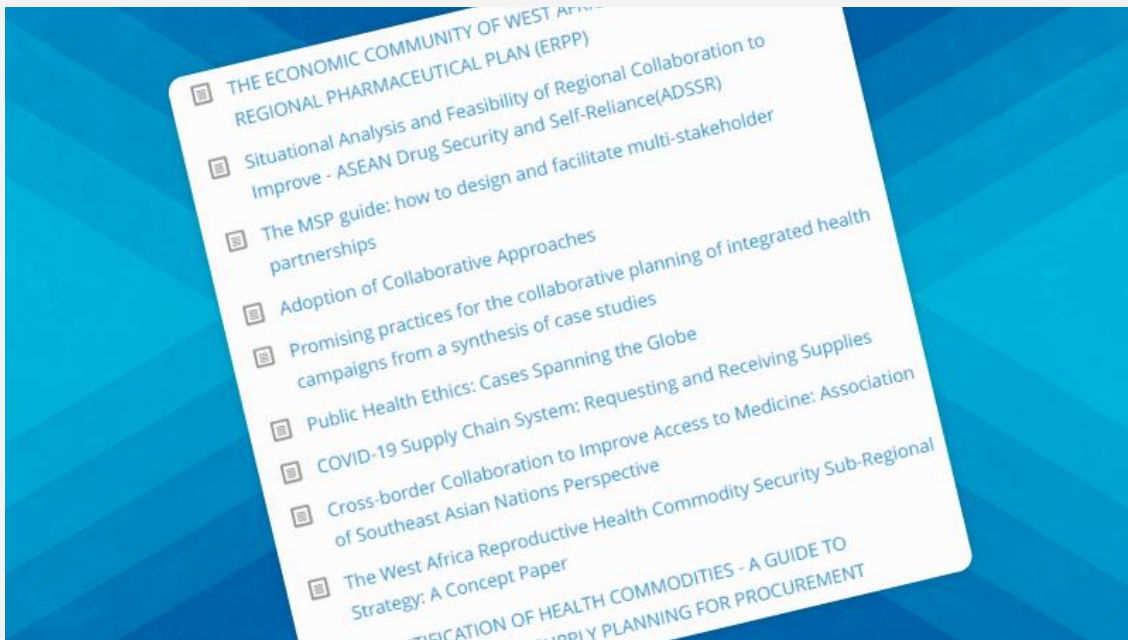 THE ECONOMIC COMMUNITY OF WEST
REGIONAL PHARMACEUTICAL PLAN (ERPP)
Situational Analysis and Feasibility of Regional Collaboration to
Improve - ASEAN Drug Security and Self-Reliance(ADSSR)
The MSP guide: how to design and facilitate multi-stakeholder
partnerships
Adoption of Collaborative Approaches
Promising practices for the collaborative planning of integrated health
campaigns from a synthesis of case studies
Public Health Ethics: Cases Spanning the Globe
COVID-19 Supply Chain System: Requesting and Receiving Supplies
Cross-border Collaboration to Improve Access to Medicine: Association
of Southeast Asian Nations Perspective
The West Africa Reproductive Health Commodity Security Sub-Regional
Strategy: A Concept Paper
OF HEALTH COMMODITIES - A GUIDE TO
PLANNING FOR PROCUREMENT